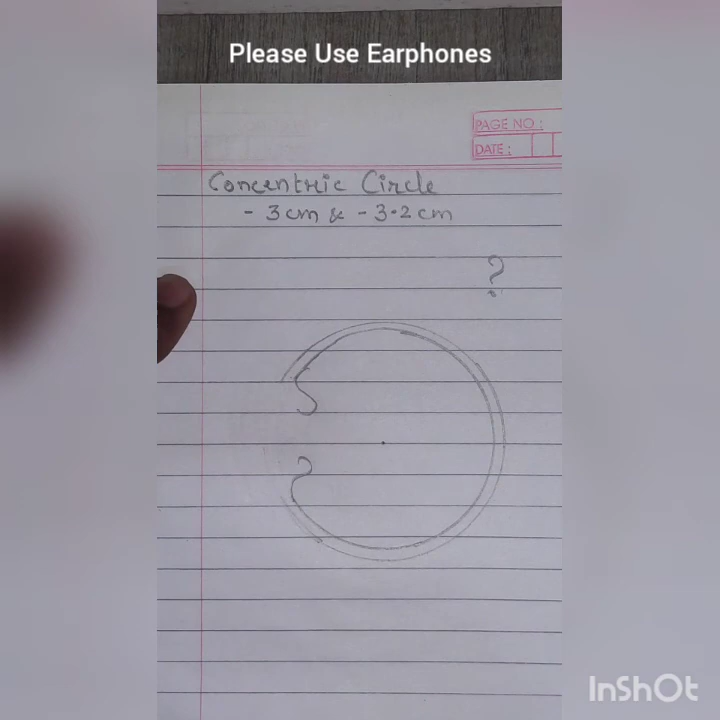 Please Use Earphones
PAGE NO :
DATE :
Concentric Circle
- 3 cm & - 3.2 cm
?
InShOt